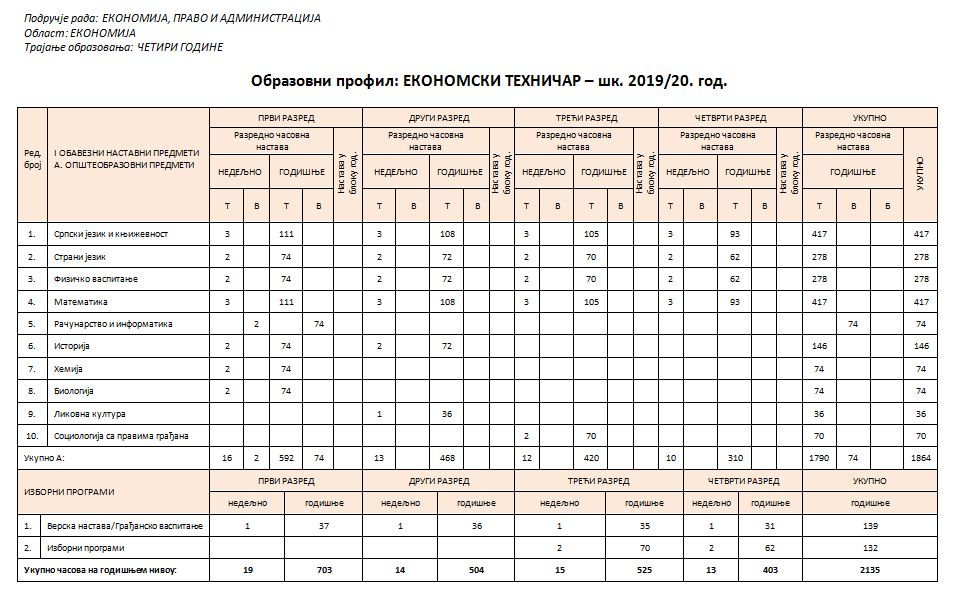 Подручје рада: ЕКОНОМИЈА, ПРАВО И АДМИНИСТРАЦИЈА
Област: ЕКОНОМИЈА
Трајање образовања: ЧЕТИРИ ГОДИНЕ
Образовни профил: ЕКОНОМСКИ ТЕХНИЧАР – шк. 2019/20. год.
Ред. број I ОБАВЕЗНИ НАСТАВНИ ПРЕДМЕТИ А. ОПШТЕОБРАЗОВНИ ПРЕДМЕТИ ПРВИ РАЗРЕД ДРУГИ РАЗРЕД ТРЕЋИ РАЗРЕД ЧЕТВРТИ РАЗРЕД УКУПНО
Разредно часовна настава Настава у блоку год. Разредно часовна настава Настава у блоку год. Разредно часовна настава Настава у блоку год. Разредно часовна настава Настава у блоку год. Разредно часовна настава УКУПНО
НЕДЕЉНО ГОДИШЊЕ НЕДЕЉНО ГОДИШЊЕ НЕДЕЉНО ГОДИШЊЕ НЕДЕЉНО ГОДИШЊЕ ГОДИШЊЕ
Т В Т В Т В Т В Т В Т В Т В Т В Т В Б
1. Српски језик и књижевност 3 111 3 108 3 105 3 93 417 417
2. Страни језик 2 74 2 72 2 70 2 62 278 278
3. Физичко васпитање 2 74 2 72 2 70 2 62 278 278
4. Математика 3 111 3 108 3 105 3 93 417 417
5. Рачунарство и информатика 2 74 74 74
6. Историја 2 74 2 72 146 146
7. Хемија 2 74 74 74
8. Биологија 2 74 74 74
9. Ликовна култура 1 36 36 36
10. Социологија са правима грађана 2 70 70 70
Укупно А: 16 2 592 74 13 468 12 420 10 310 1790 74 1864
ИЗБОРНИ ПРОГРАМИ ПРВИ РАЗРЕД ДРУГИ РАЗРЕД ТРЕЋИ РАЗРЕД ЧЕТВРТИ РАЗРЕД УКУПНО
недељно годишње недељно годишње недељно годишње недељно годишње годишње
1. Верска настава/Грађанско васпитање 1 37 1 36 1 35 1 31 139
2. Изборни програми 2 70 2 62 132
Укупно часова на годишњем нивоу: 19 703 14 504 15 525 13 403 2135